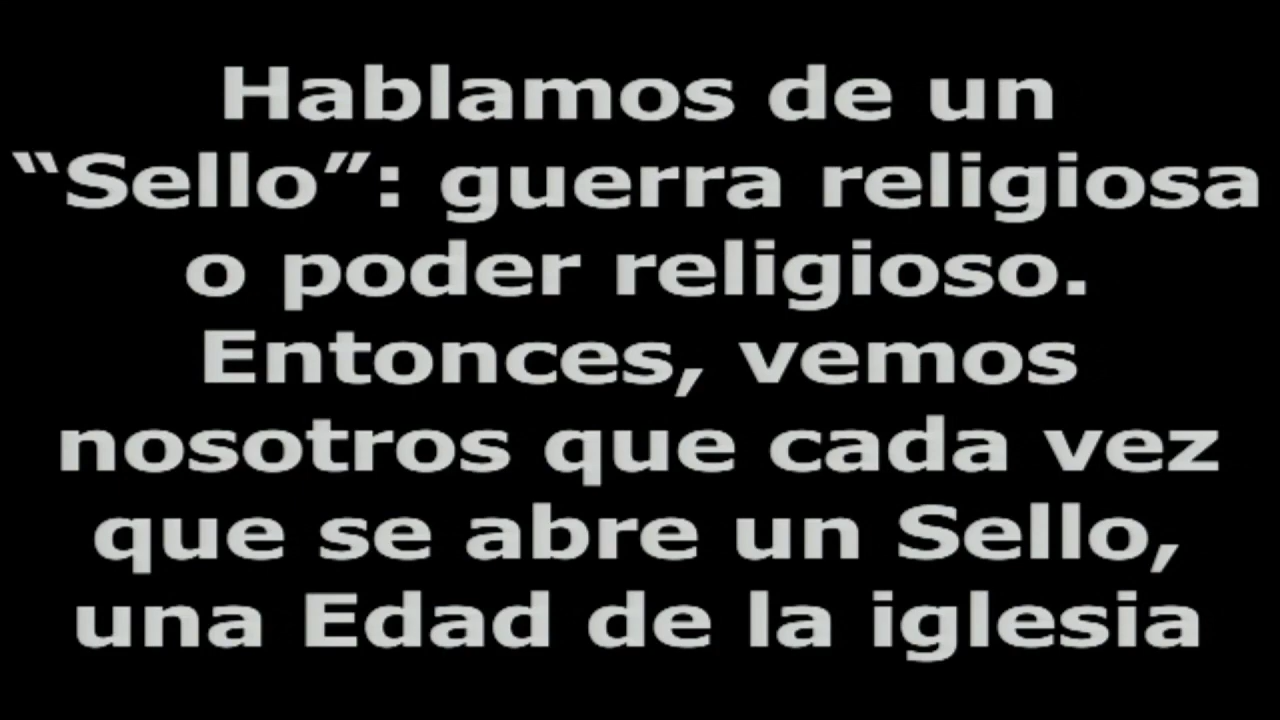 Hablamos de un
“Sello”: guerra religiosa
o poder religioso.
Entonces, vemos
nosotros que cada vez
que se abre un Sello,
una Edad de la iglesia